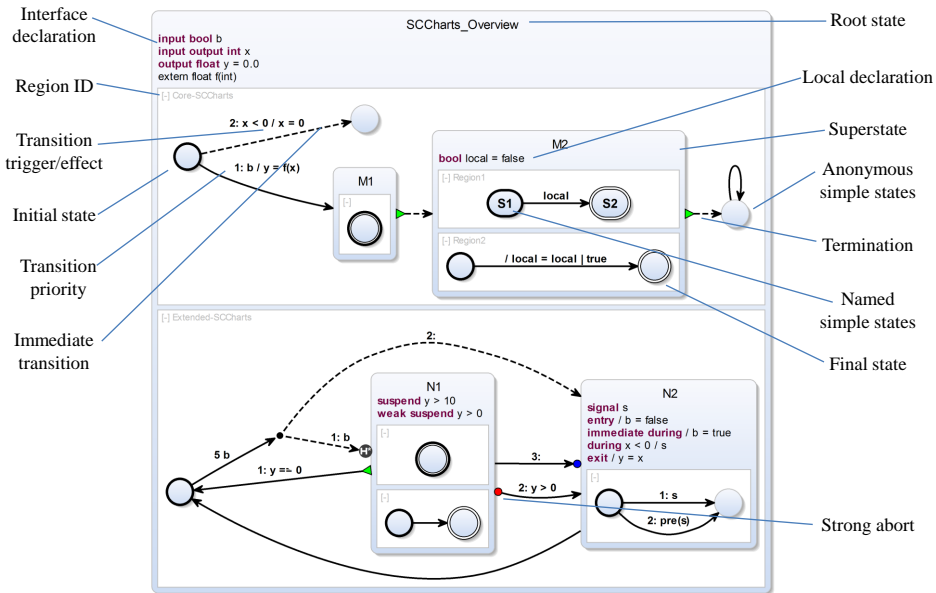 Interface
declaration
SCCharts_Overview
Root state
input bool b
input output int x
output float y = 0.0
extern float f(int)
Region ID
[-] Core-SCCharts
Local declaration
2: x < 0 / x = 0
Transition
trigger/effect
M2
Superstate
bool local = false
1: b / y = f(x)
M1
[-]
[-] Region1
S1
local
S2
Anonymous
simple states
Initial state
[-] Region2
/ local = local | true
Termination
Transition
priority
Named
simple states
[-] Extended-SCCharts
Immediate
transition
2:
Final state
N1
suspend y > 10
weak suspend y > 0
N2
signal s
entry / b = false
immediate during / b = true
during x < 0 / s
exit / y = x
[-]
1: b
H*
5 b
3:
1: y == 0
[-]
2: y > 0
[-]
1: s
2: pre(s)
Strong abort